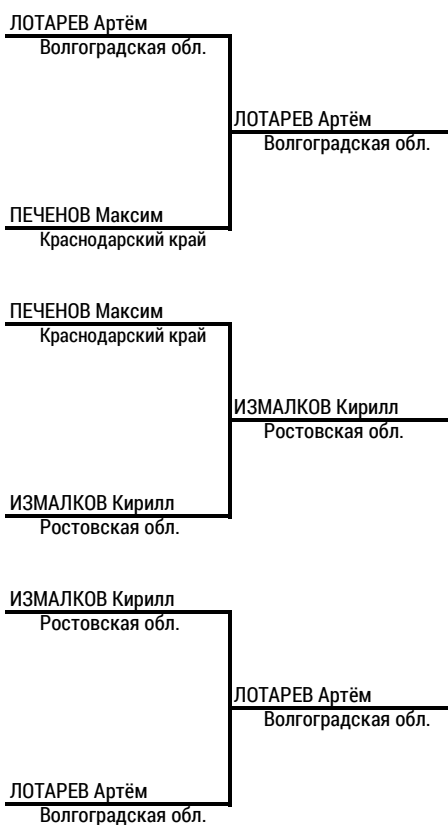 ЛОТАРЕВ Артём
Волгоградская обл.
ЛОТАРЕВ Артём
Волгоградская обл.
ПЕЧЕНОВ Максим
Краснодарский край
ПЕЧЕНОВ Максим
Краснодарский край
ИЗМАЛКОВ Кирилл
Ростовская обл.
ИЗМАЛКОВ Кирилл
Ростовская обл.
ИЗМАЛКОВ Кирилл
Ростовская обл.
ЛОТАРЕВ Артём
Волгоградская обл.
ЛОТАРЕВ Артём
Волгоградская обл.